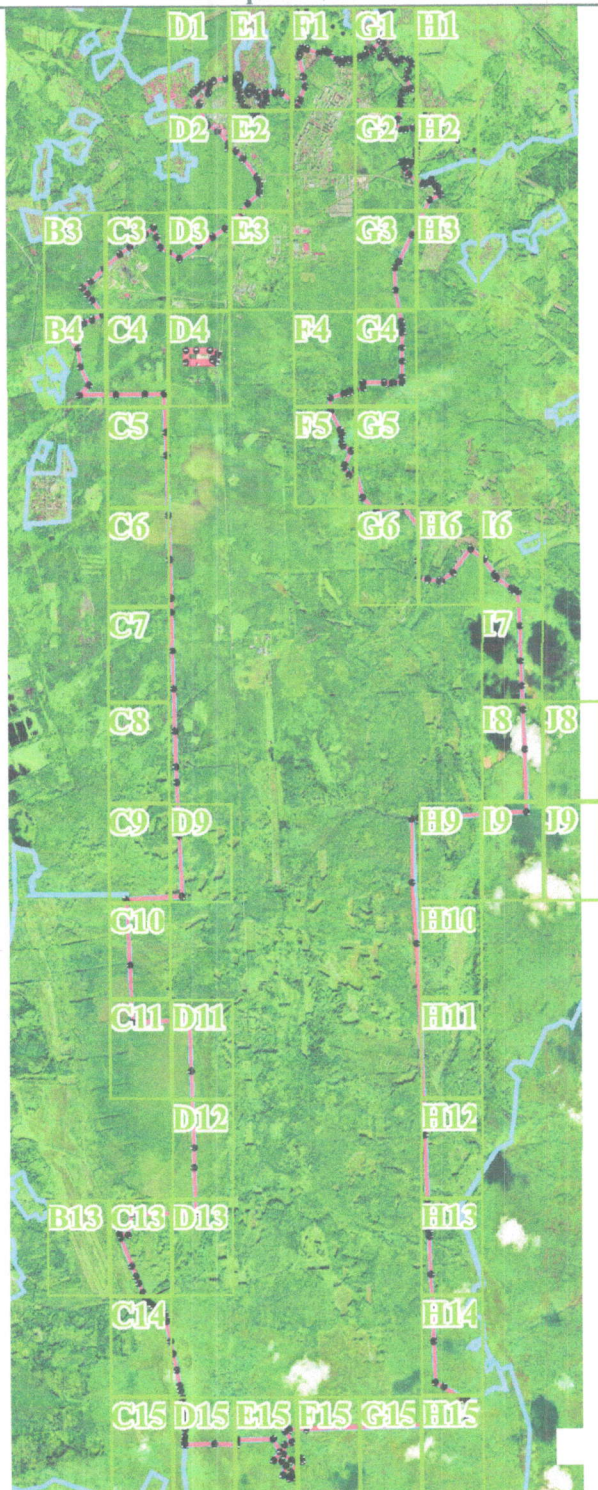 D1 E1 F1 G1 H1
D2 E2 G2 H2
B3 C3 D3 E3 G3 H3
B4 C4 D4 F4 G4
C5 F5 G5
C6 G6 H6 I6
C7 I7
C8 I8 J8
C9 D9 H9 I9 J9
C10 H10
C11 D11 H11
D12 H12
B13 C13 D13 H13
C14 H14
C15 D15 E15 F15 G15 H15